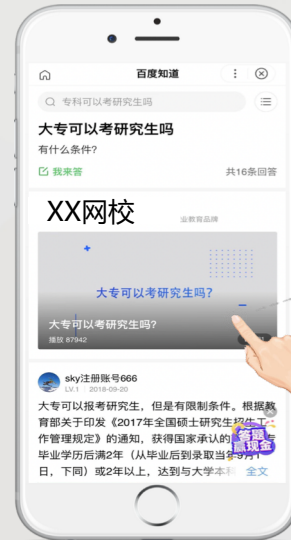 百度知道
专科可以考研究生吗
大专可以考研究生吗
有什么条件?
我来答
共16条回答
XX网校
业教育品牌
大专可以考研究生吗?
大专可以考研究生吗?
播放 87942
sky注册账号666
LV.1 2018-09-20
大专可以报考研究生，但是有限制条件。根据教
育部关于印发《2017年全国硕士研究生招生工
作管理规定》的通知，获得国家承认的
毕业学历后满2年（从毕业后到录取当年9月1
日，下同）或2年以上，达到与大学本科
全文
答题
赢现金